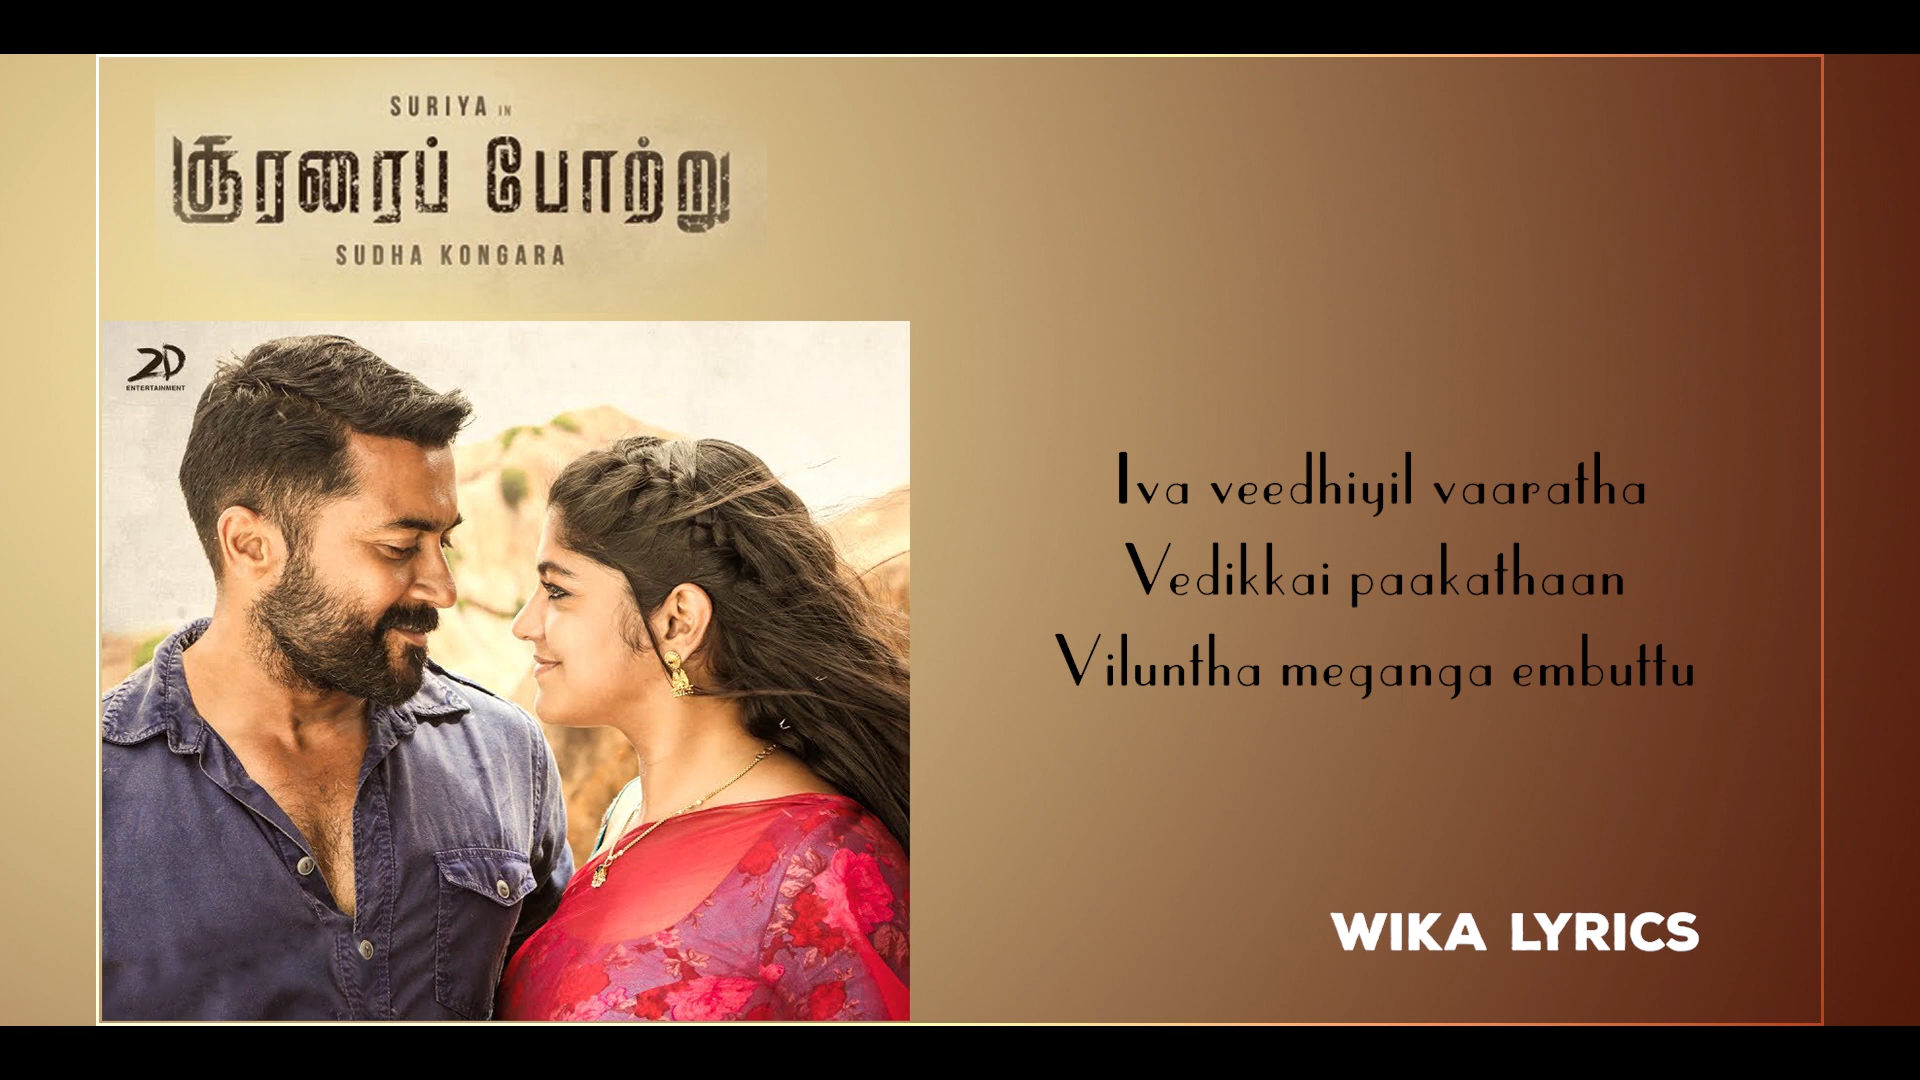 SURIYA IN
சூரரைப் போற்று
SUDHA KONGARA
2D
ENTERTAINMENT
Iva veedhiyil vaaratha
Vedikkai paakathaan
Viluntha meganga embuttu
WIKA LYRICS